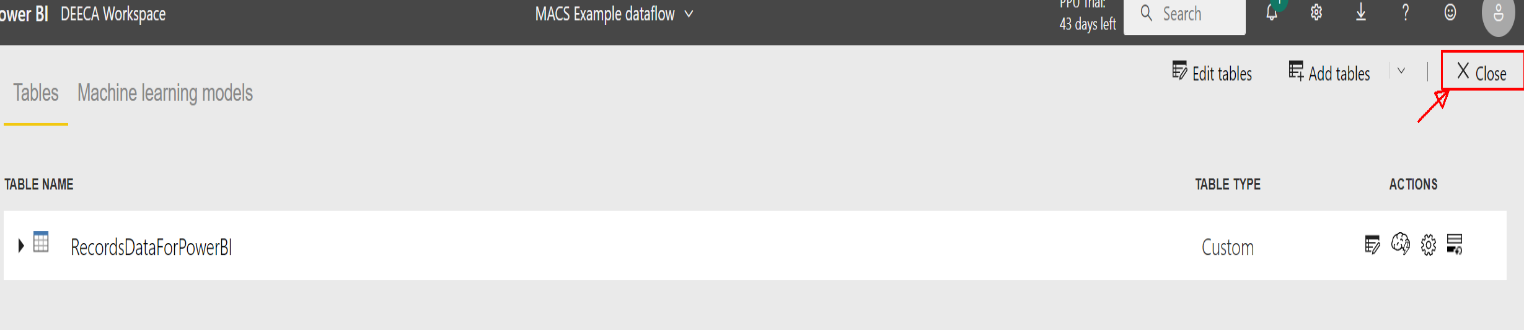 ower BI DEECA Workspace MACS Example dataflow PPU Trial: Search ?
43 days left
Edit tables Add tables Close
Tables Machine learning models
TABLE NAME TABLE TYPE ACTIONS
RecordsDataForPowerBI Custom